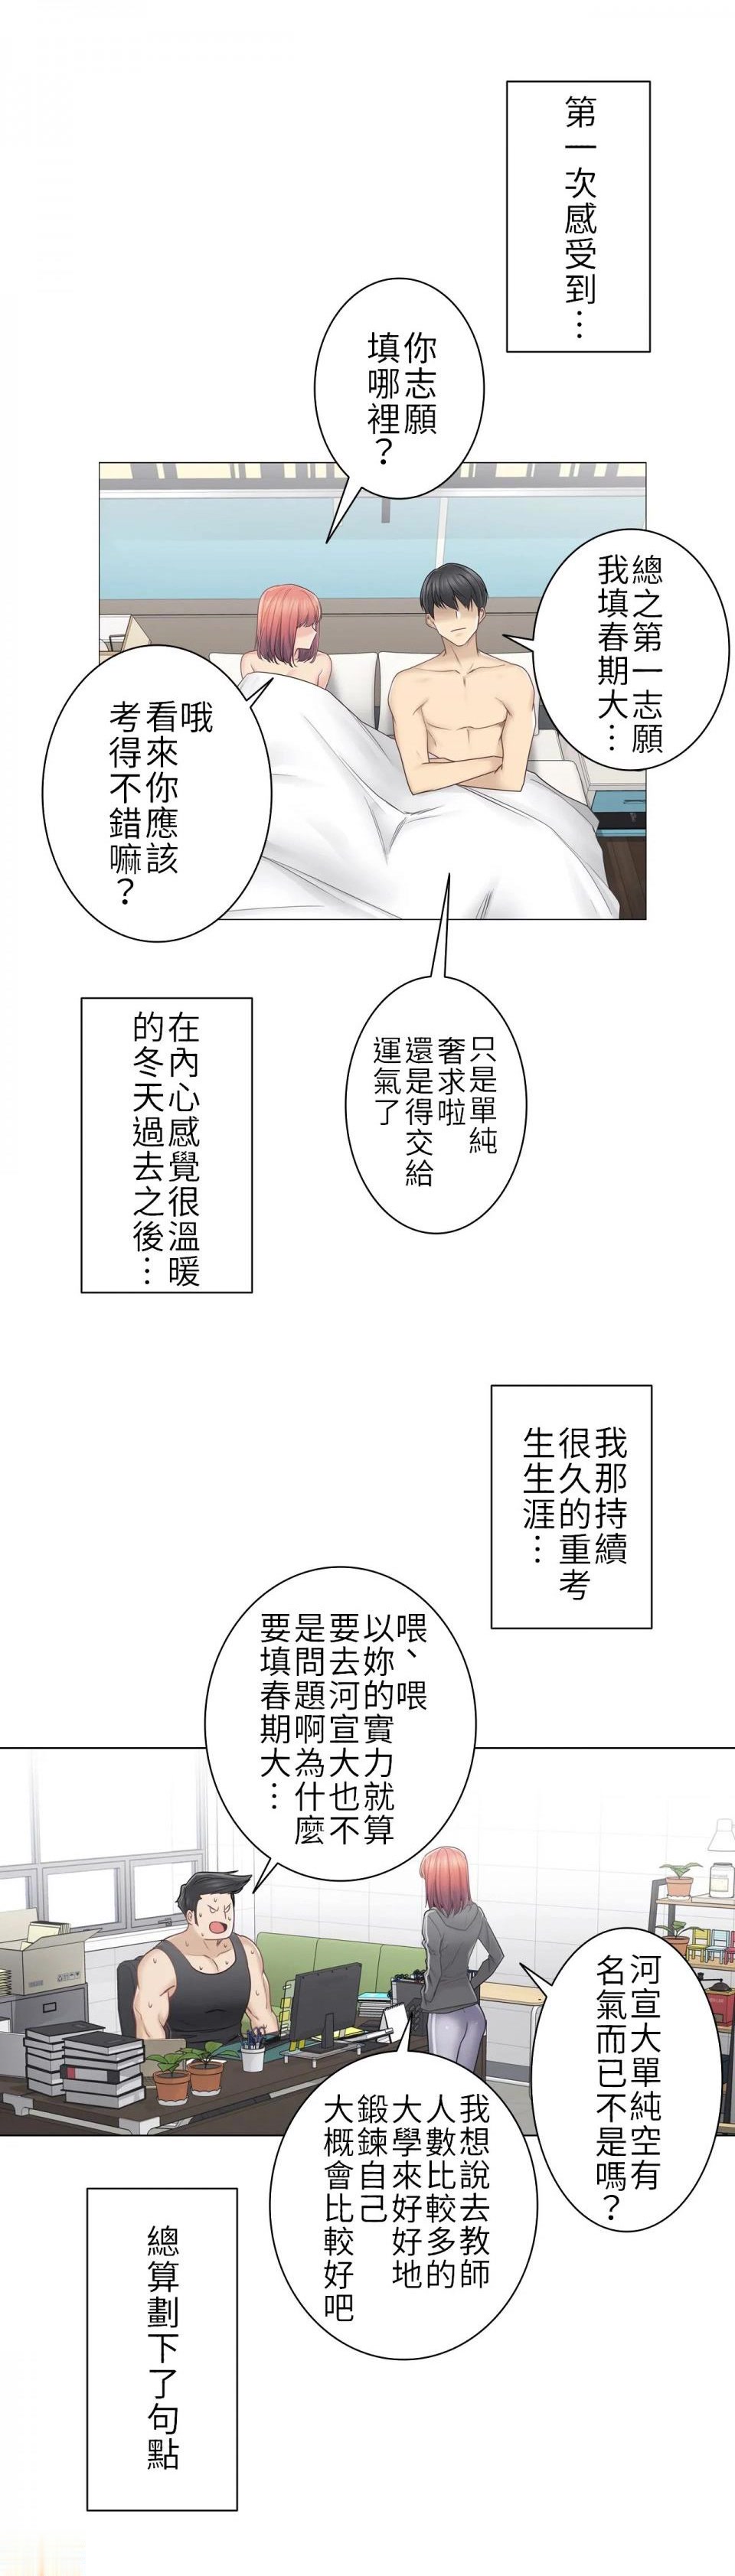 第一次感受到…
你志願
填哪裡？
總之第一志願
我填春期大…
哦
看來你應該
考得不錯嘛？
只是單純
奢求啦
還是得交給
運氣了
在內心感覺很溫暖
的冬天過去之後…
我那持續
很久的重考
生生涯…
喂、喂
以妳的實力就算
要去河宣大也不
是問題啊為什麼
要填春期大…
河宣大單純空有
名氣而已不是嗎？
我想說去教師
人數比較多的
大學來好好地
鍛鍊自己
大概會比較好吧
總算劃下了句點